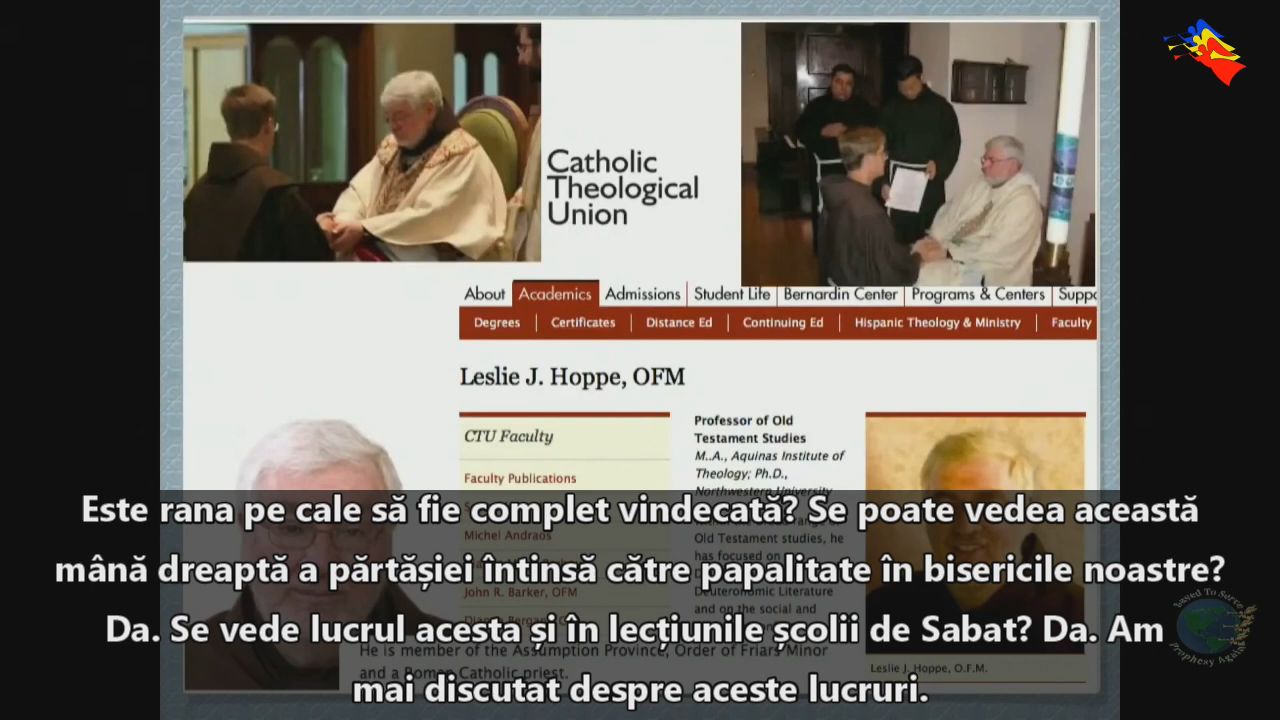 Catholic
Theological
Union
About Academics Admissions Student Life Bernardin Center Programs & Centers
Degrees Certificates Distance Ed Continuing Ed Hispanic Theology & Ministry Faculty
Leslie J. Hoppe, OFM
CTU Faculty
Faculty Publications
Michel Andraos
John R. Barker, OFM
Professor of Old
Testament Studies
M..A., Aquinas Institute of
Theology; Ph.D.,
Northwestern University
Old Testament studies, he
has focused on
Deuteronomic Literature
and on the social and
Leslie J. Hoppe, O.F.M.
He is member of the Assumption Province, Order of Friars Minor
and a Roman Catholic priest.
Este rana pe cale să fie complet vindecată? Se poate vedea această
mână dreaptă a părtășiei întinsă către papalitate în bisericile noastre?
Da. Se vede lucrul acesta și în lecțiunile școlii de Sabat? Da. Am
mai discutat despre aceste lucruri.
Prophesy Again